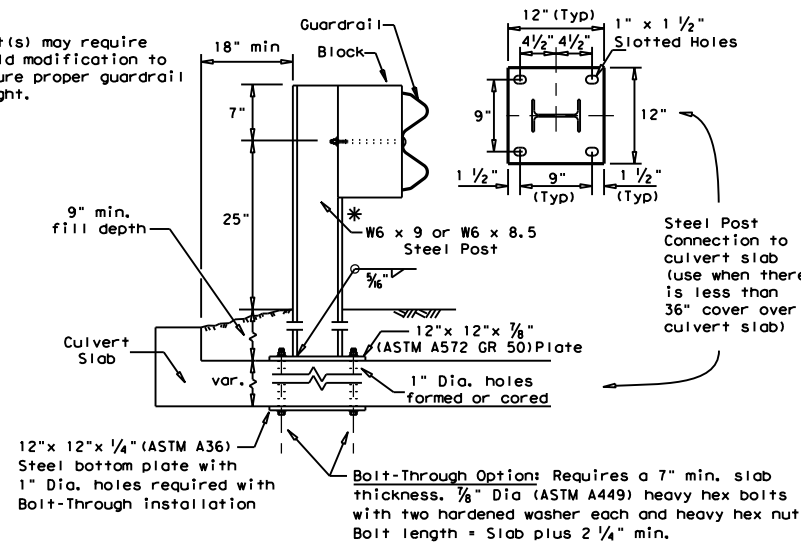 t(s) may require
ld modification to
ure proper guardrail
ght.
18" min
Guardrail
Block
12" (Typ)
4½" 4½"
1" x 1 ½"
Slotted Holes
7"
9"
12"
1 ½"
9"
(Typ)
1 ½"
(Typ)
25"
9" min.
fill depth
*
W6 x 9 or W6 x 8.5
Steel Post
5/16"
Steel Post
Connection to
culvert slab
(use when there
is less than
36" cover over
culvert slab)
Culvert
Slab
var.
12"x 12"x ⅞"
(ASTM A572 GR 50)Plate
1" Dia. holes
formed or cored
12"x 12"x ¼" (ASTM A36)
Steel bottom plate with
1" Dia. holes required with
Bolt-Through installation
Bolt-Through Option: Requires a 7" min. slab
thickness. ⅞" Dia (ASTM A449) heavy hex bolts
with two hardened washer each and heavy hex nut
Bolt length = Slab plus 2 ¼" min.